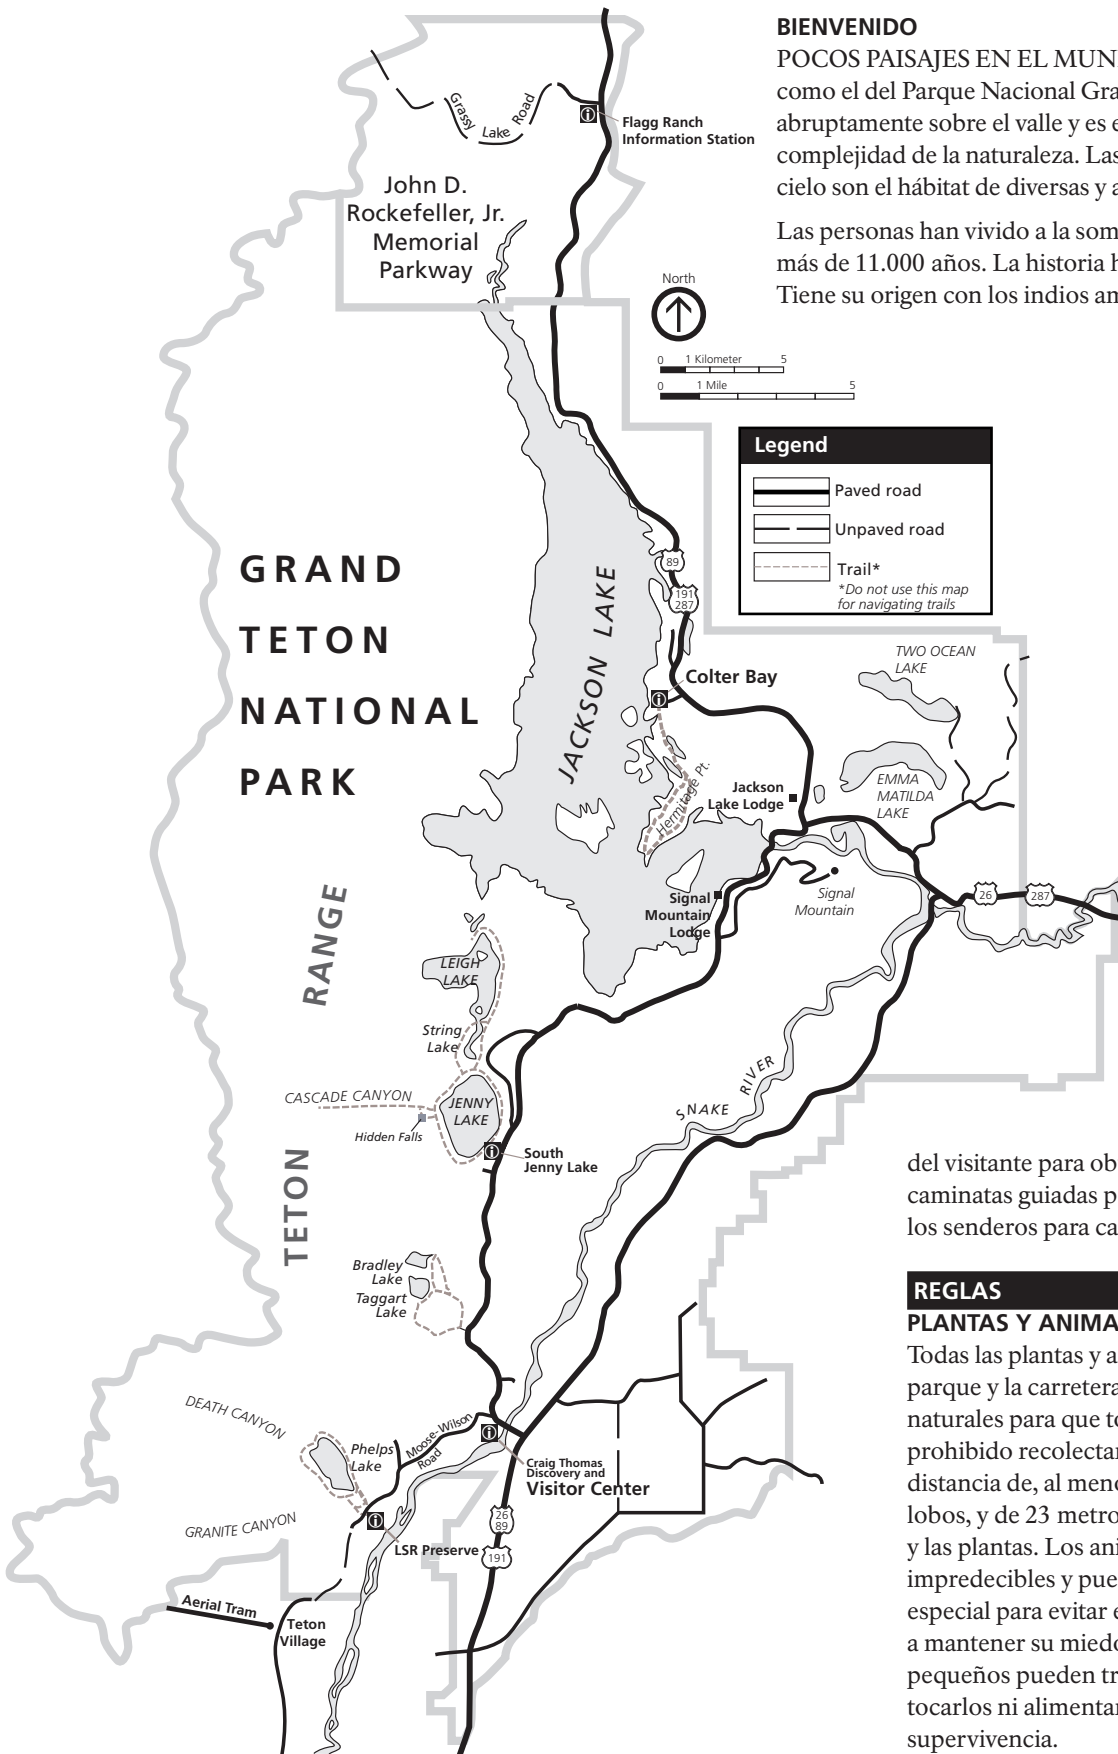 BIENVENIDO
POCOS PAISAJES EN EL MUN
como el del Parque Nacional Gra
abruptamente sobre el valle y es e
complejidad de la naturaleza. Las
cielo son el hábitat de diversas y a
Las personas han vivido a la som
más de 11.000 años. La historia h
Tiene su origen con los indios am
Grassy Lake Road
Flagg Ranch
Information Station
John D.
Rockefeller, Jr.
Memorial
Parkway
North
0 1 Kilometer 5
0 1 Mile 5
Legend
Paved road
Unpaved road
Trail*
*Do not use this map
for navigating trails
GRAND
TETON
NATIONAL
PARK
JACKSON LAKE
89
191
287
Colter Bay
TWO OCEAN
LAKE
EMMA
MATILDA
LAKE
Hermitage Pt.
Jackson
Lake Lodge
Signal
Mountain
Lodge
Signal
Mountain
26
287
TETON RANGE
LEIGH
LAKE
String
Lake
CASCADE CANYON
JENNY
LAKE
Hidden Falls
South
Jenny Lake
SNAKE RIVER
Bradley
Lake
Taggart
Lake
DEATH CANYON
Phelps
Lake
Moose-Wilson
Road
Craig Thomas
Discovery and
Visitor Center
26
89
191
GRANITE CANYON
LSR Preserve
Aerial Tram
Teton
Village
del visitante para ob
caminatas guiadas p
los senderos para ca
REGLAS
PLANTAS Y ANIMA
Todas las plantas y a
parque y la carretera
naturales para que to
prohibido recolectar
distancia de, al meno
lobos, y de 23 metro
y las plantas. Los ani
impredecibles y pue
especial para evitar e
a mantener su miedo
pequeños pueden tr
tocarlos ni alimentar
supervivencia.